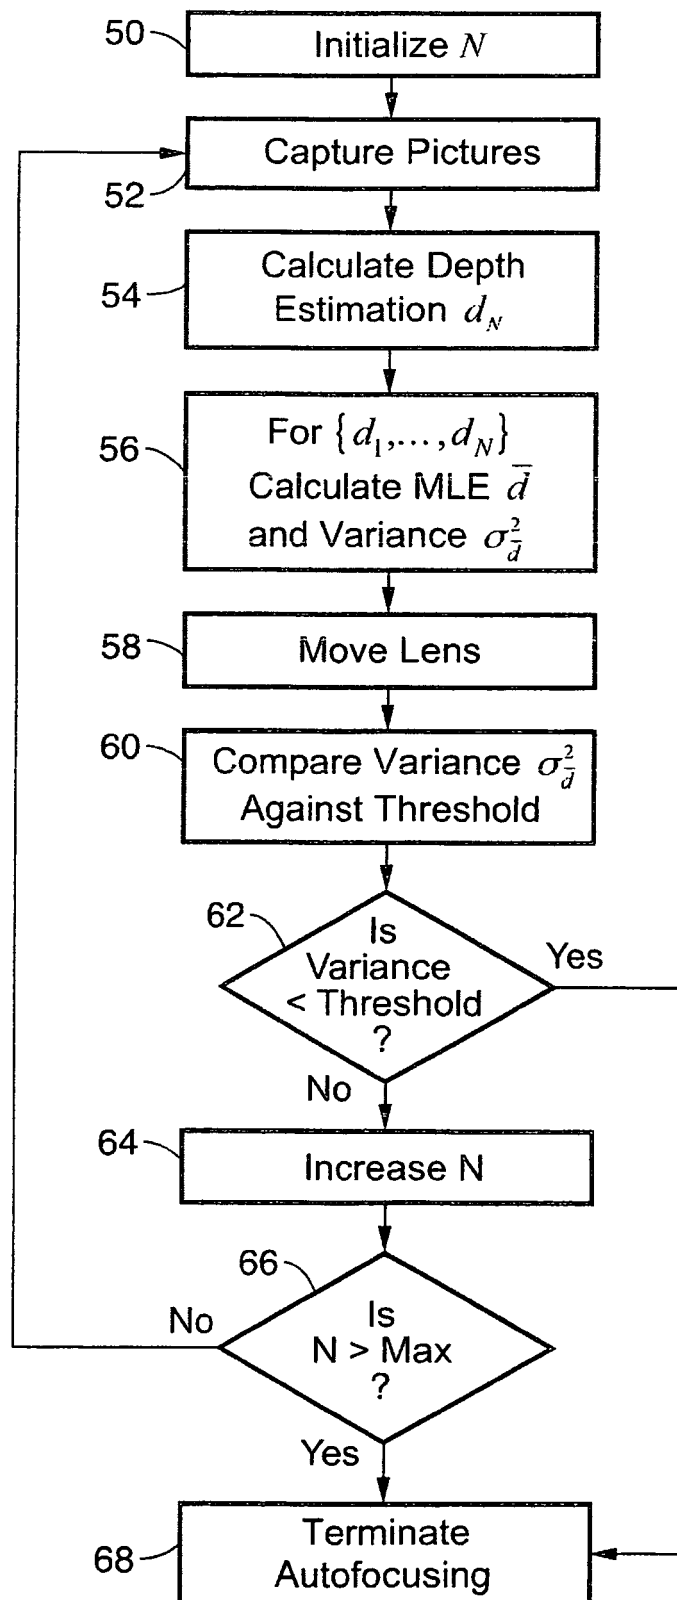 50
Initialize N
Capture Pictures
52
54
Calculate Depth
Estimation d_N
56
For {d_1,...,d_N}
Calculate MLE d̅
and Variance σ²_d̅
58
Move Lens
60
Compare Variance σ²_d̅
Against Threshold
62
Is
Variance
< Threshold
?
Yes
No
64
Increase N
66
Is
N > Max
?
No
Yes
68
Terminate
Autofocusing